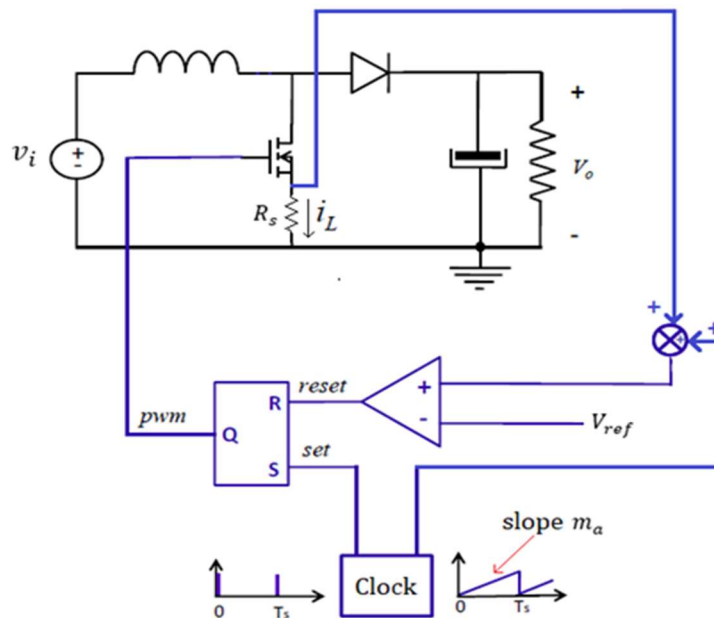 +
v_i
+
-
R_s
i_L
V_o
-
+
+
+
reset
+
R
pwm
-
V_ref
Q
set
S
slope m_a
Clock
0
T_s
0
T_s